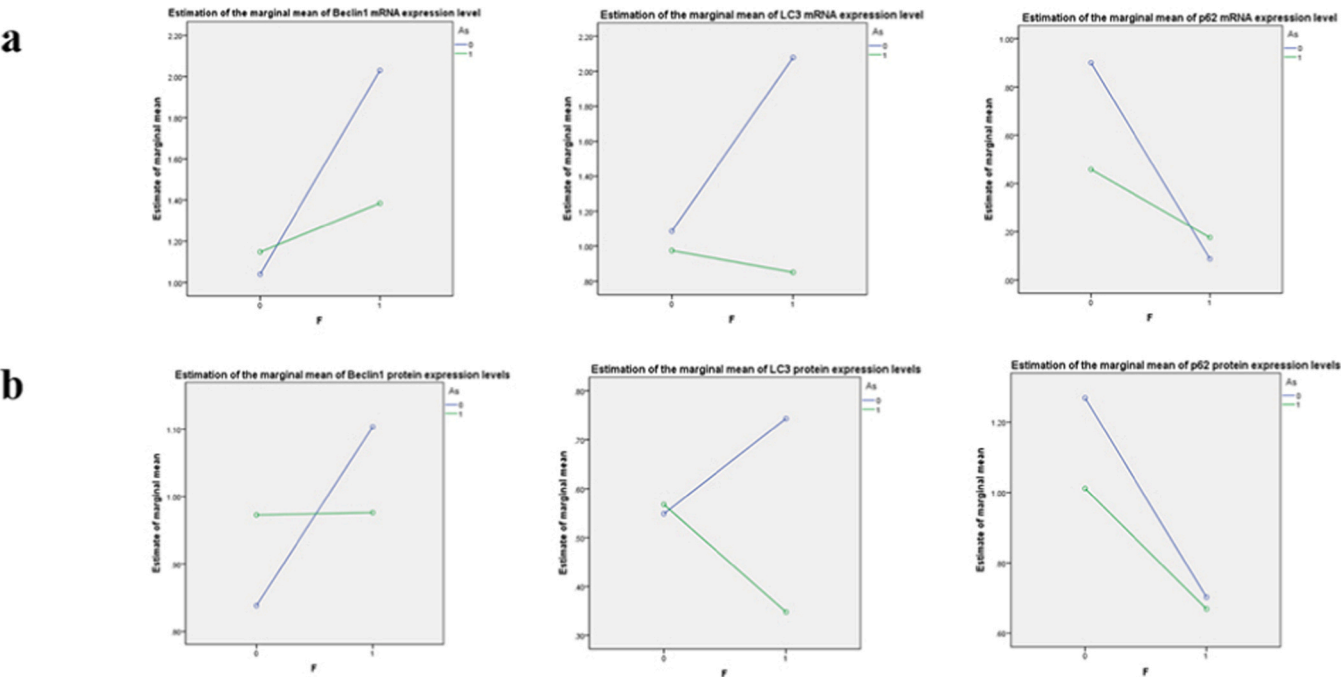 a
Estimation of the marginal mean of Beclin1 mRNA expression level
As
0
1
2.20
2.00
1.80
1.60
1.40
1.20
1.00
Estimate of marginal mean
0 1
F
Estimation of the marginal mean of LC3 mRNA expression level
As
0
1
2.20
2.00
1.80
1.60
1.40
1.20
1.00
.80
Estimate of marginal mean
0 1
F
Estimation of the marginal mean of p62 mRNA expression level
As
0
1
1.00
.80
.60
.40
.20
.00
Estimate of marginal mean
0 1
F
b
Estimation of the marginal mean of Beclin1 protein expression levels
As
0
1
1.10
1.00
.90
.80
Estimate of marginal mean
0 1
F
Estimation of the marginal mean of LC3 protein expression levels
As
0
1
.80
.70
.60
.50
.40
.30
Estimate of marginal mean
0 1
F
Estimation of the marginal mean of p62 protein expression levels
As
0
1
1.20
1.00
.80
.60
Estimate of marginal mean
0 1
F